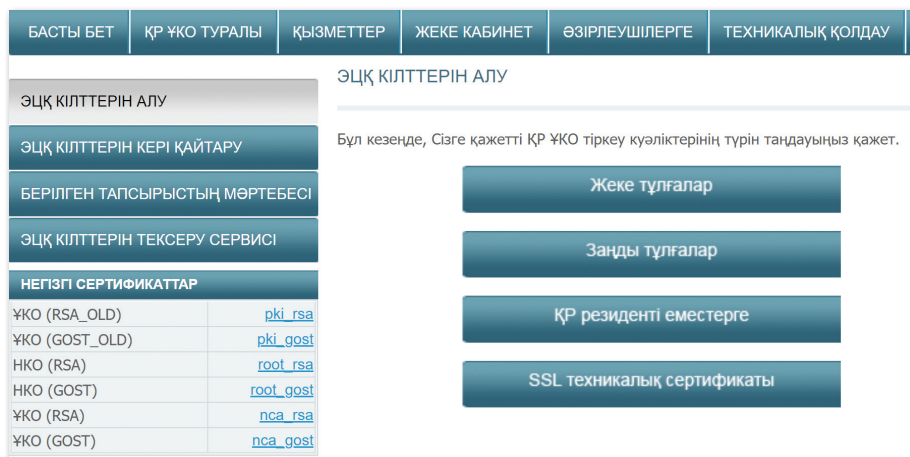 БАСТЫ БЕТ ҚР ҰКО ТУРАЛЫ ҚЫЗМЕТТЕР ЖЕКЕ КАБИНЕТ ӘЗІРЛЕУШІЛЕРГЕ ТЕХНИКАЛЫҚ ҚОЛДАУ
ЭЦҚ КІЛТТЕРІН АЛУ
ЭЦҚ КІЛТТЕРІН КЕРІ ҚАЙТАРУ
БЕРІЛГЕН ТАПСЫРЫСТЫҢ МӘРТЕБЕСІ
ЭЦҚ КІЛТТЕРІН ТЕКСЕРУ СЕРВИСІ
НЕГІЗГІ СЕРТИФИКАТТАР
ҰКО (RSA_OLD) pki_rsa
ҰКО (GOST_OLD) pki_gost
НКО (RSA) root_rsa
НКО (GOST) root_gost
ҰКО (RSA) nca_rsa
ҰКО (GOST) nca_gost
ЭЦҚ КІЛТТЕРІН АЛУ
Бұл кезеңде, Сізге қажетті ҚР ҰКО тіркеу куәліктерінің түрін таңдауыңыз қажет.
Жеке тұлғалар
Заңды тұлғалар
ҚР резиденті еместерге
SSL техникалық сертификаты